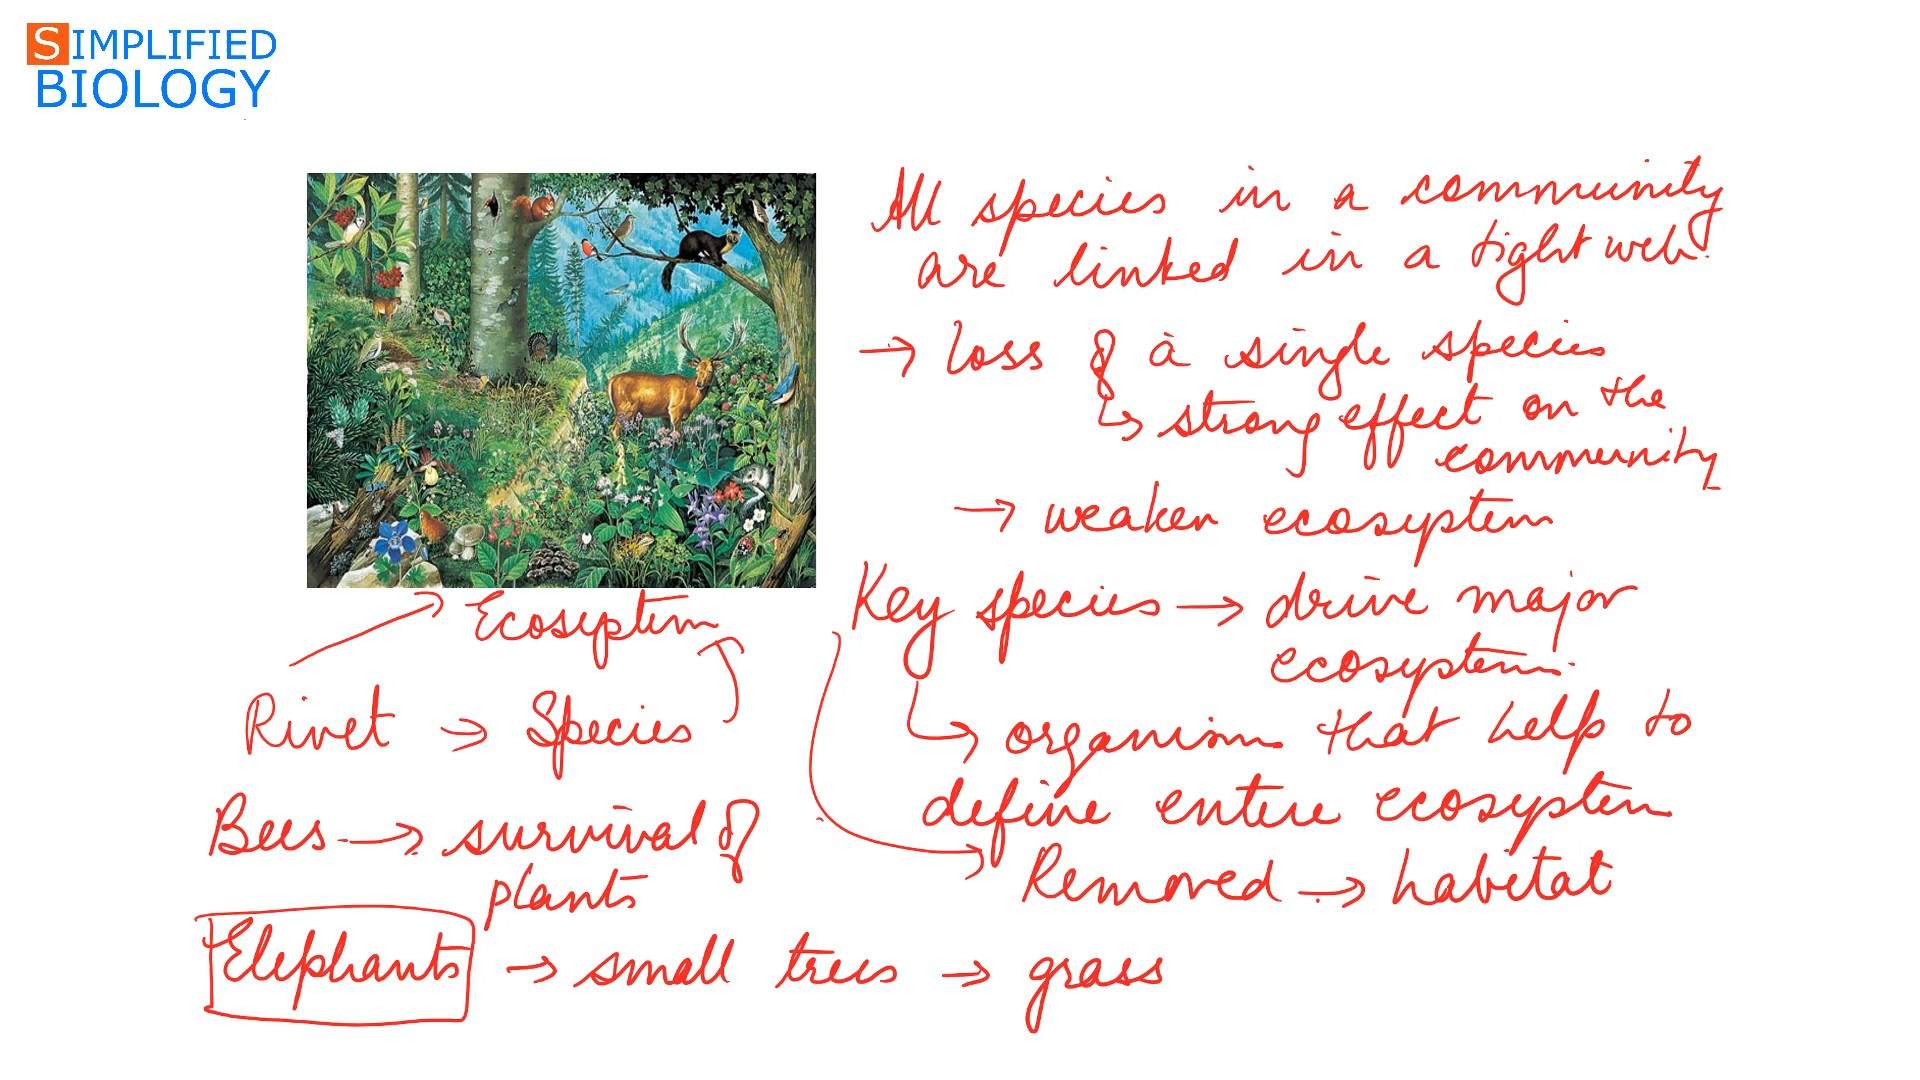 SIMPLIFIED
BIOLOGY
All species in a community
are linked in a tight web.
→ loss of a single species
↳ strong effect on the
community
→ weaken ecosystem
Ecosystem
Key species → drive major
ecosystem.
Rivet → Species
↳ organism that help to
define entire ecosystem
Bees → survival of
plants
Removed → habitat
Elephants → small trees → grass